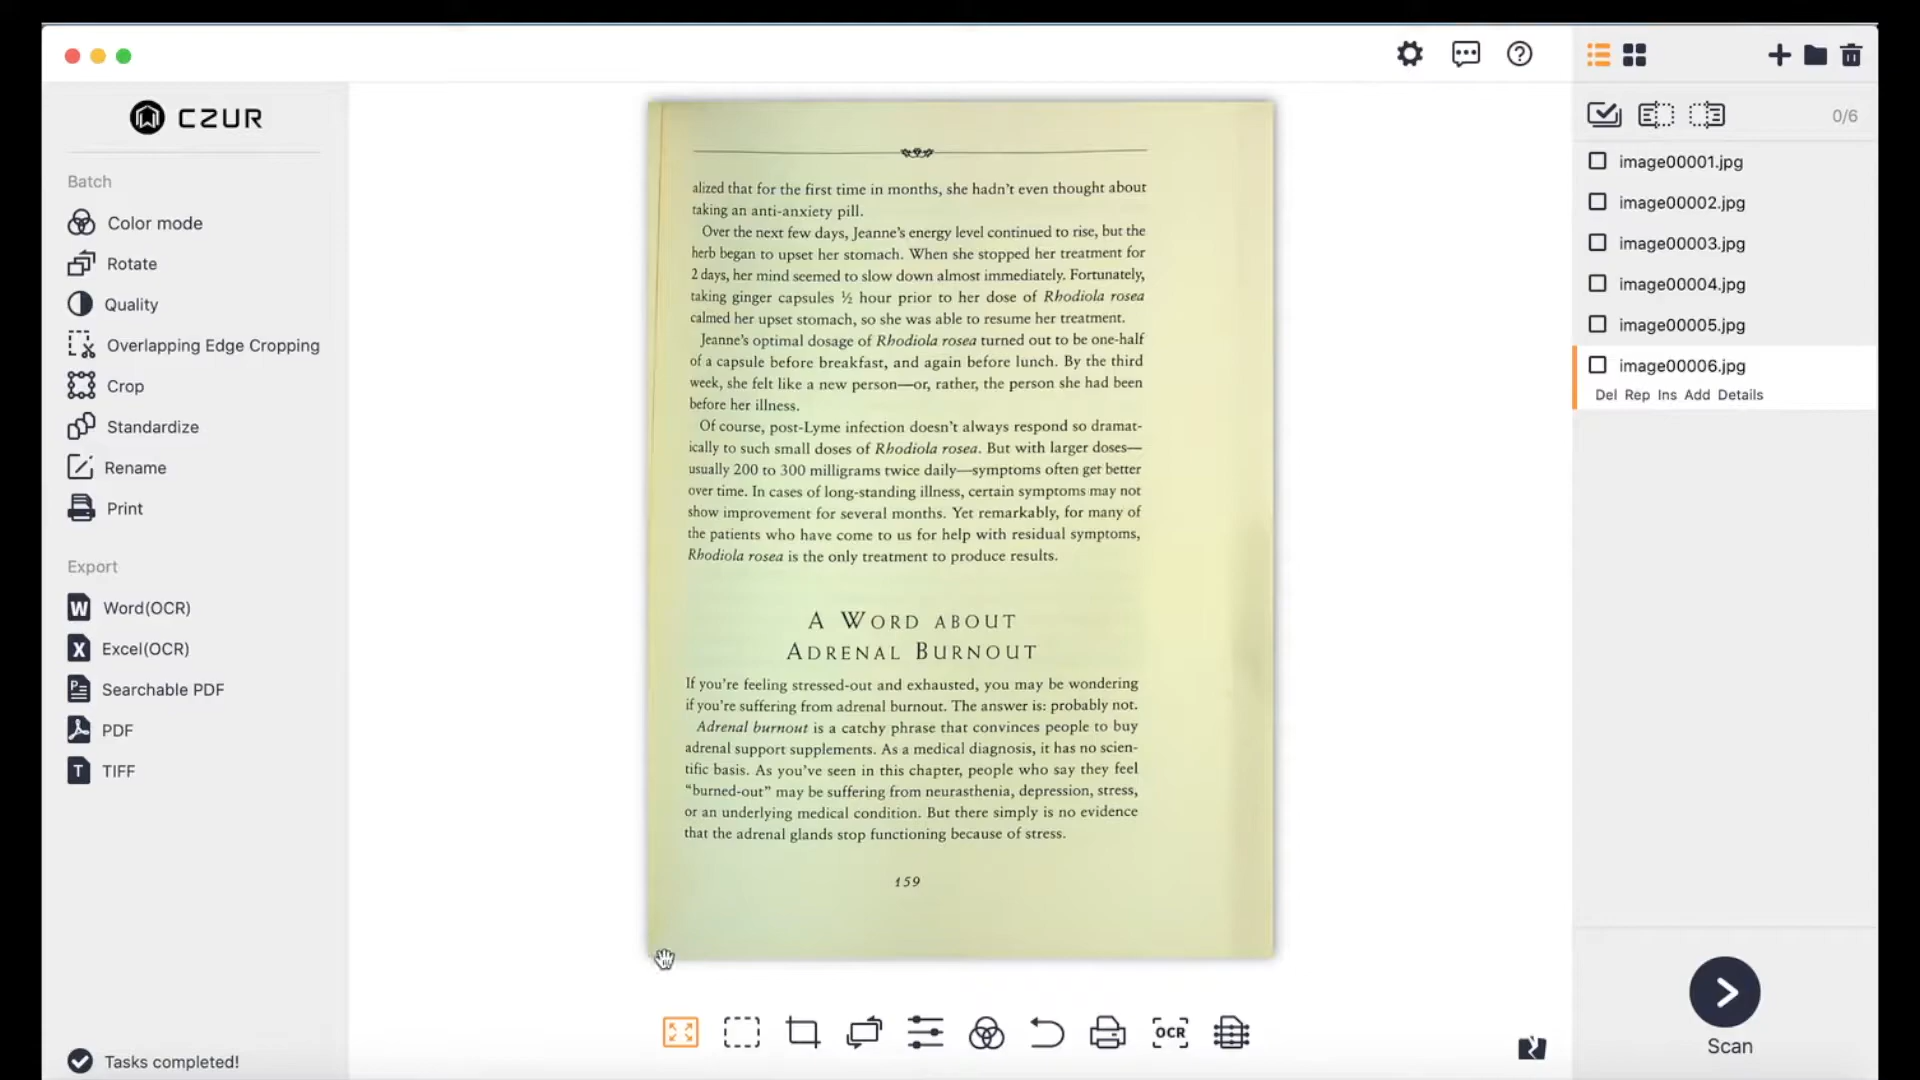 CZUR
0/6
Batch
Color mode
Rotate
Quality
Overlapping Edge Cropping
Crop
Standardize
Rename
Print
Export
W Word(OCR)
X Excel(OCR)
Searchable PDF
PDF
T TIFF
Tasks completed!
alized that for the first time in months, she hadn't even thought about
taking an anti-anxiety pill.
Over the next few days, Jeanne's energy level continued to rise, but the
herb began to upset her stomach. When she stopped her treatment for
2 days, her mind seemed to slow down almost immediately. Fortunately,
taking ginger capsules ½ hour prior to her dose of Rhodiola rosea
calmed her upset stomach, so she was able to resume her treatment.
Jeanne's optimal dosage of Rhodiola rosea turned out to be one-half
of a capsule before breakfast, and again before lunch. By the third
week, she felt like a new person—or, rather, the person she had been
before her illness.
Of course, post-Lyme infection doesn't always respond so dramat-
ically to such small doses of Rhodiola rosea. But with larger doses—
usually 200 to 300 milligrams twice daily—symptoms often get better
over time. In cases of long-standing illness, certain symptoms may not
show improvement for several months. Yet remarkably, for many of
the patients who have come to us for help with residual symptoms,
Rhodiola rosea is the only treatment to produce results.
A WORD ABOUT
ADRENAL BURNOUT
If you're feeling stressed-out and exhausted, you may be wondering
if you're suffering from adrenal burnout. The answer is: probably not.
Adrenal burnout is a catchy phrase that convinces people to buy
adrenal support supplements. As a medical diagnosis, it has no scien-
tific basis. As you've seen in this chapter, people who say they feel
"burned-out" may be suffering from neurasthenia, depression, stress,
or an underlying medical condition. But there simply is no evidence
that the adrenal glands stop functioning because of stress.
159
OCR
image00001.jpg
image00002.jpg
image00003.jpg
image00004.jpg
image00005.jpg
image00006.jpg
Del Rep Ins Add Details
Scan